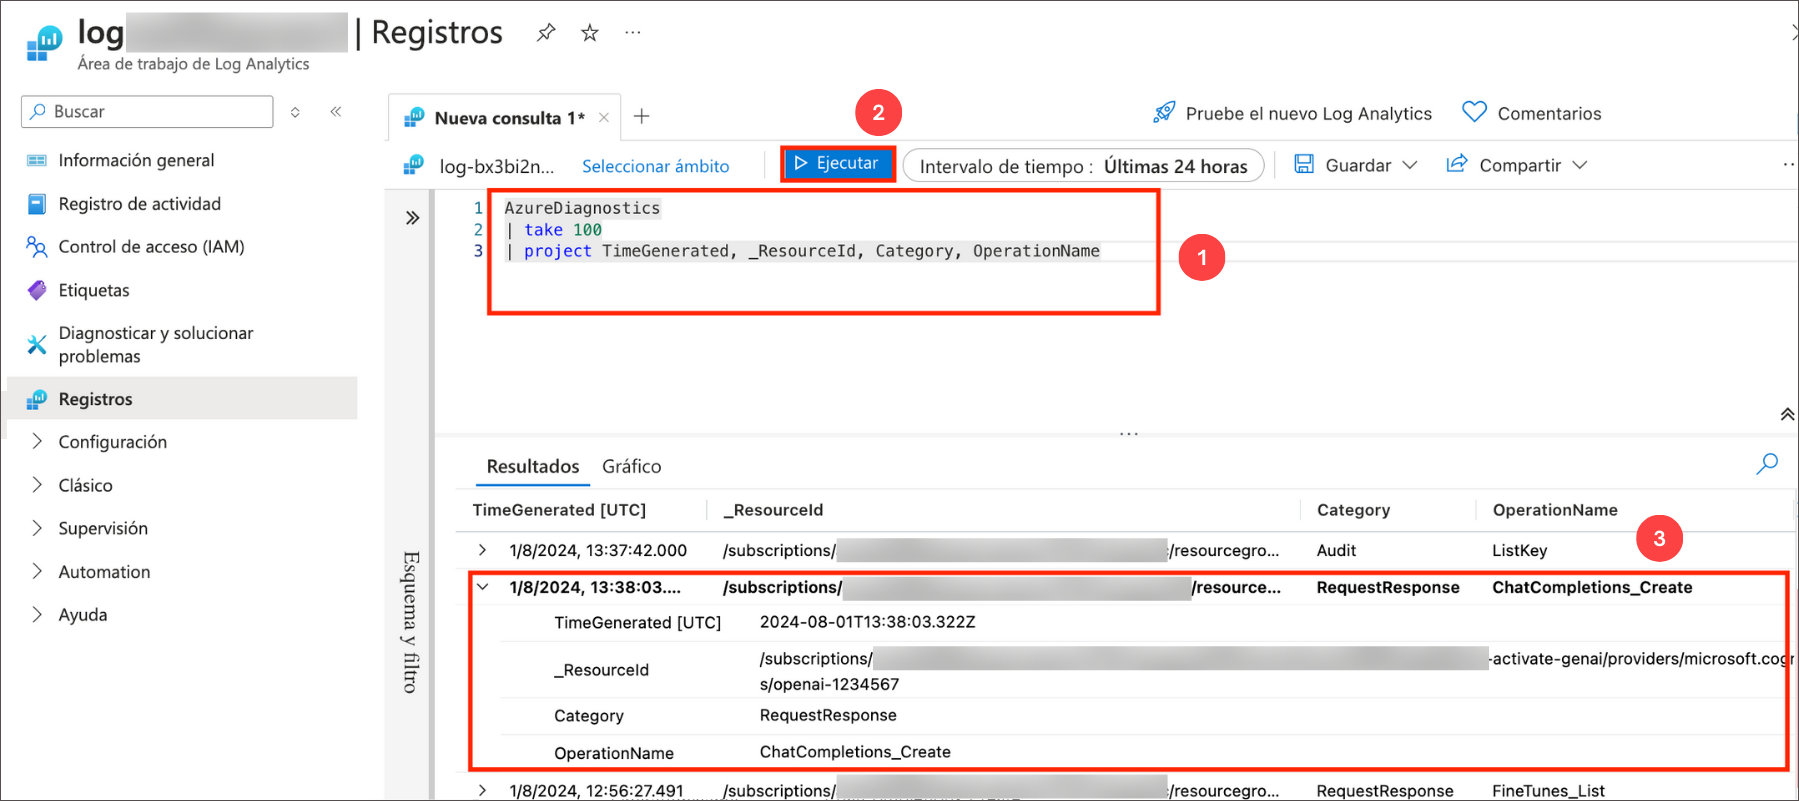 log | Registros
Área de trabajo de Log Analytics
Buscar
Información general
Registro de actividad
Control de acceso (IAM)
Etiquetas
Diagnosticar y solucionar
problemas
Registros
Configuración
Clásico
Supervisión
Automation
Ayuda
Nueva consulta 1*
2
Pruebe el nuevo Log Analytics
Comentarios
log-bx3bi2n...
Seleccionar ámbito
Ejecutar
Intervalo de tiempo : Últimas 24 horas
Guardar
Compartir
1 AzureDiagnostics
2 | take 100
3 | project TimeGenerated, _ResourceId, Category, OperationName
1
Esquema y filtro
Resultados Gráfico
TimeGenerated [UTC] _ResourceId Category OperationName
3
1/8/2024, 13:37:42.000 /subscriptions/ /resourcegro... Audit ListKey
1/8/2024, 13:38:03.... /subscriptions/ /resource... RequestResponse ChatCompletions_Create
TimeGenerated [UTC] 2024-08-01T13:38:03.322Z
_ResourceId /subscriptions/ -activate-genai/providers/microsoft.cogn
s/openai-1234567
Category RequestResponse
OperationName ChatCompletions_Create
1/8/2024, 12:56:27.491 /subscriptions/ /resourcegro... RequestResponse FineTunes_List